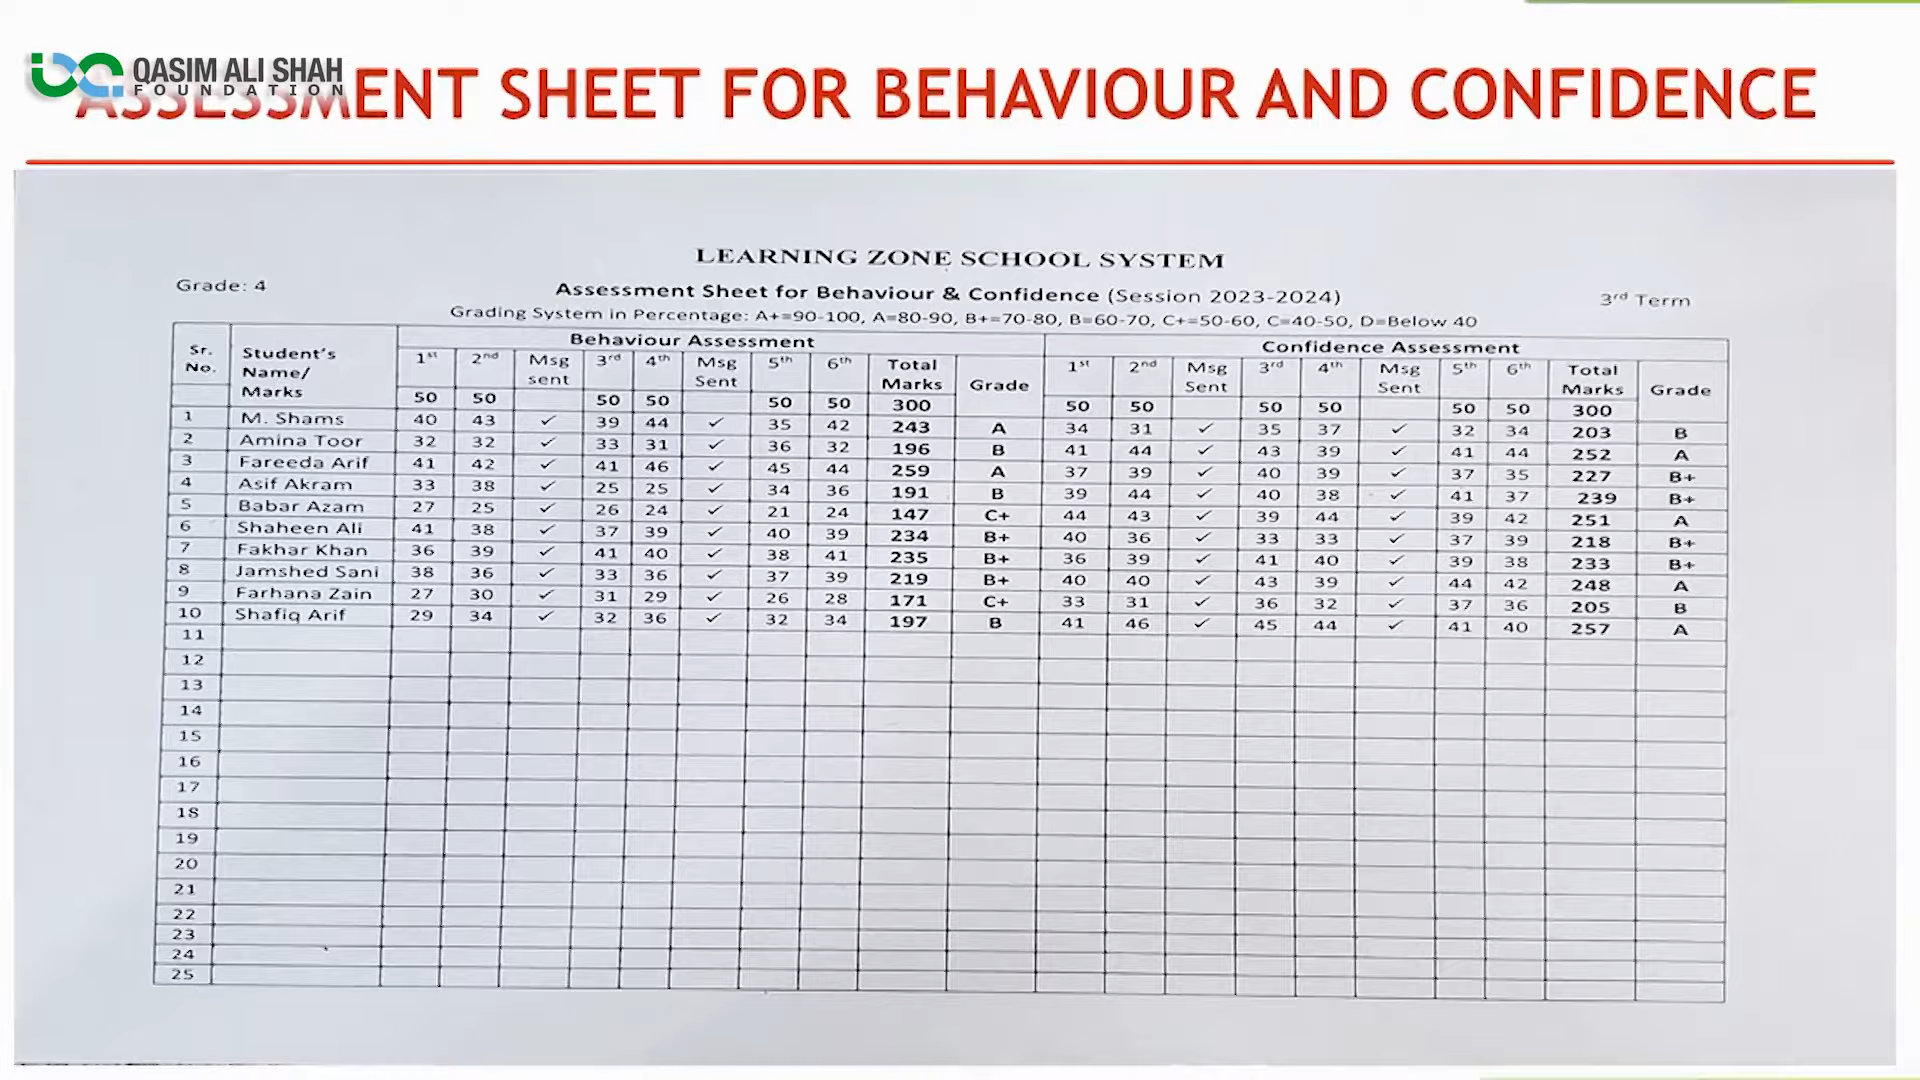 QASIM ALI SHAH
FOUNDATION
ASSESSMENT SHEET FOR BEHAVIOUR AND CONFIDENCE
LEARNING ZONE SCHOOL SYSTEM
Grade: 4
Assessment Sheet for Behaviour & Confidence (Session 2023-2024)
3rd Term
Grading System in Percentage: A+=90-100, A=80-90, B+=70-80, B=60-70, C+=50-60, C=40-50, D=Below 40
Sr. No. Student's Name/ Marks Behaviour Assessment Confidence Assessment
1st 2nd Msg sent 3rd 4th Msg Sent 5th 6th Total Marks Grade 1st 2nd Msg Sent 3rd 4th Msg Sent 5th 6th Total Marks Grade
50 50 50 50 50 50 300 50 50 50 50 50 50 300
1 M. Shams 40 43 ✓ 39 44 ✓ 35 42 243 A 34 31 ✓ 35 37 ✓ 32 34 203 B
2 Amina Toor 32 32 ✓ 33 31 ✓ 36 32 196 B 41 44 ✓ 43 39 ✓ 41 44 252 A
3 Fareeda Arif 41 42 ✓ 41 46 ✓ 45 44 259 A 37 39 ✓ 40 39 ✓ 37 35 227 B+
4 Asif Akram 33 38 ✓ 25 25 ✓ 34 36 191 B 39 44 ✓ 40 38 ✓ 41 37 239 B+
5 Babar Azam 27 25 ✓ 26 24 ✓ 21 24 147 C+ 44 43 ✓ 39 44 ✓ 39 42 251 A
6 Shaheen Ali 41 38 ✓ 37 39 ✓ 40 39 234 B+ 40 36 ✓ 33 33 ✓ 37 39 218 B+
7 Fakhar Khan 36 39 ✓ 41 40 ✓ 38 41 235 B+ 36 39 ✓ 41 40 ✓ 39 38 233 B+
8 Jamshed Sani 38 36 ✓ 33 36 ✓ 37 39 219 B+ 40 40 ✓ 43 39 ✓ 44 42 248 A
9 Farhana Zain 27 30 ✓ 31 29 ✓ 26 28 171 C+ 33 31 ✓ 36 32 ✓ 37 36 205 B
10 Shafiq Arif 29 34 ✓ 32 36 ✓ 32 34 197 B 41 46 ✓ 45 44 ✓ 41 40 257 A
11
12
13
14
15
16
17
18
19
20
21
22
23
24
25